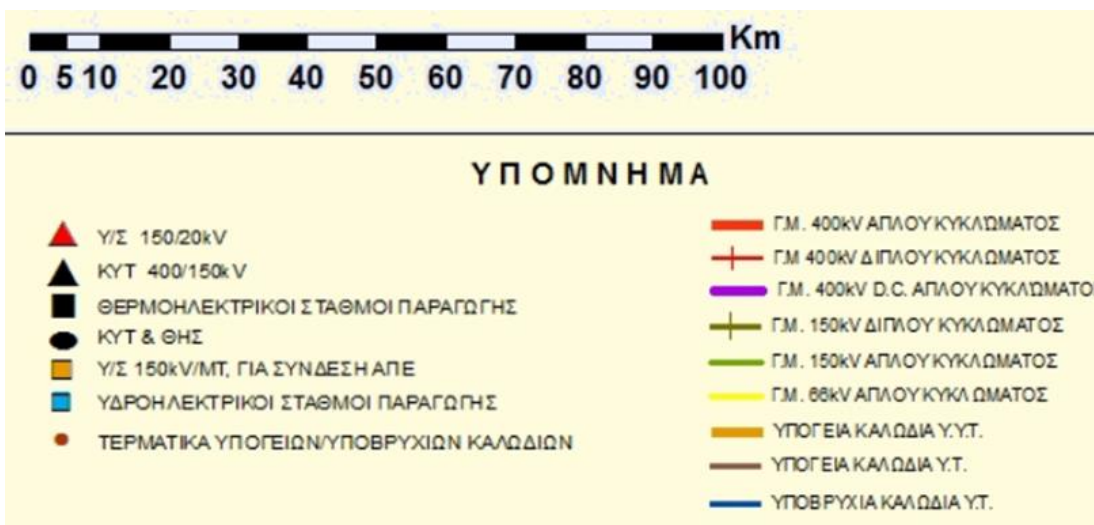 Km
0 5 10 20 30 40 50 60 70 80 90 100
ΥΠΟΜΝΗΜΑ
Υ/Σ 150/20kV
ΚΥΤ 400/150kV
ΘΕΡΜΟΗΛΕΚΤΡΙΚΟΙ ΣΤΑΘΜΟΙ ΠΑΡΑΓΩΓΗΣ
ΚΥΤ & ΘΗΣ
Υ/Σ 150kV/ΜΤ, ΓΙΑ ΣΥΝΔΕΣΗ ΑΠΕ
ΥΔΡΟΗΛΕΚΤΡΙΚΟΙ ΣΤΑΘΜΟΙ ΠΑΡΑΓΩΓΗΣ
ΤΕΡΜΑΤΙΚΑ ΥΠΟΓΕΙΩΝ/ΥΠΟΒΡΥΧΙΩΝ ΚΑΛΩΔΙΩΝ
Γ.Μ. 400kV ΑΠΛΟΥ ΚΥΚΛΏΜΑΤΟΣ
Γ.Μ 400kV ΔΙΠΛΟΥ ΚΥΚΛΩΜΑΤΟΣ
Γ.Μ. 400kV D.C. ΑΠΛΟΥ ΚΥΚΛΏΜΑΤΟ
Γ.Μ. 150kV ΔΙΠΛΟΥ ΚΥΚΛΩΜΑΤΟΣ
Γ.Μ. 150kV ΑΠΛΟΥ ΚΥΚΛΩΜΑΤΟΣ
Γ.Μ. 66kV ΑΠΛΟΥ ΚΥΚΛΩΜΑΤΟΣ
ΥΠΟΓΕΙΑ ΚΑΛΩΔΙΑ Υ.Υ.Τ.
ΥΠΟΓΕΙΑ ΚΑΛΩΔΙΑ Υ.Τ.
ΥΠΟΒΡΥΧΙΑ ΚΑΛΩΔΙΑ Υ.Τ.